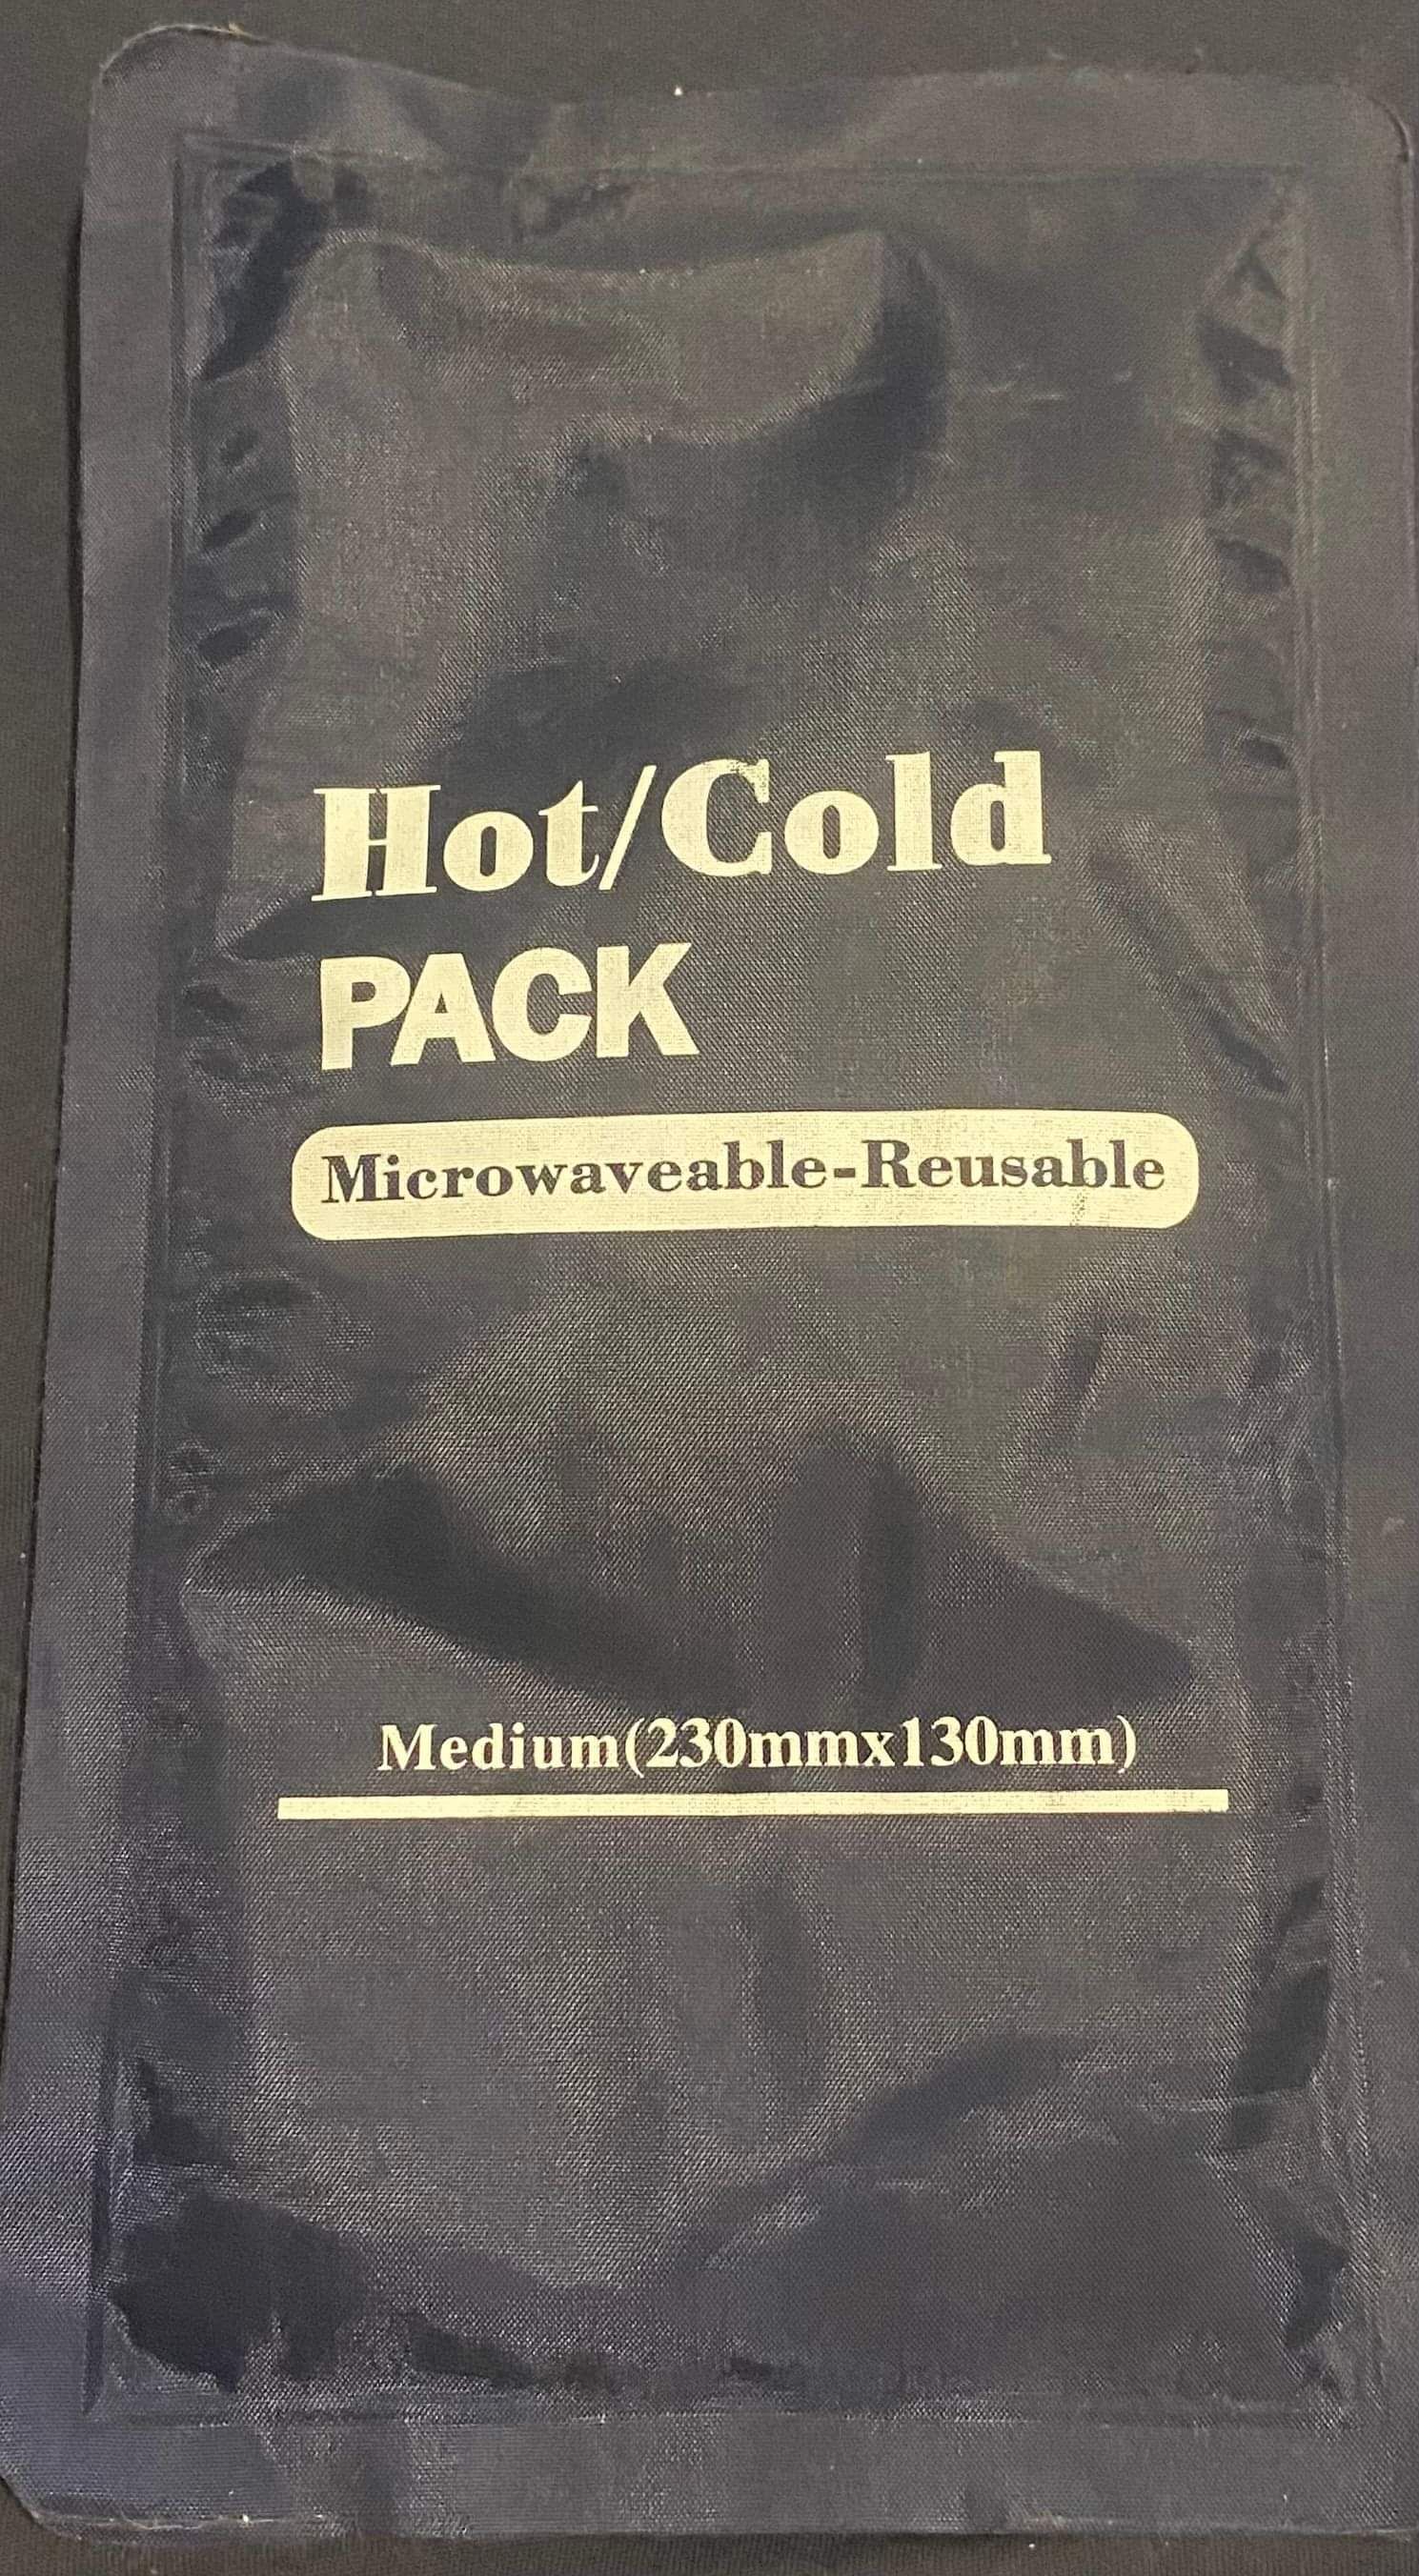 Hot/Cold
PACK
Microwaveable-Reusable
Medium(230mmx130mm)